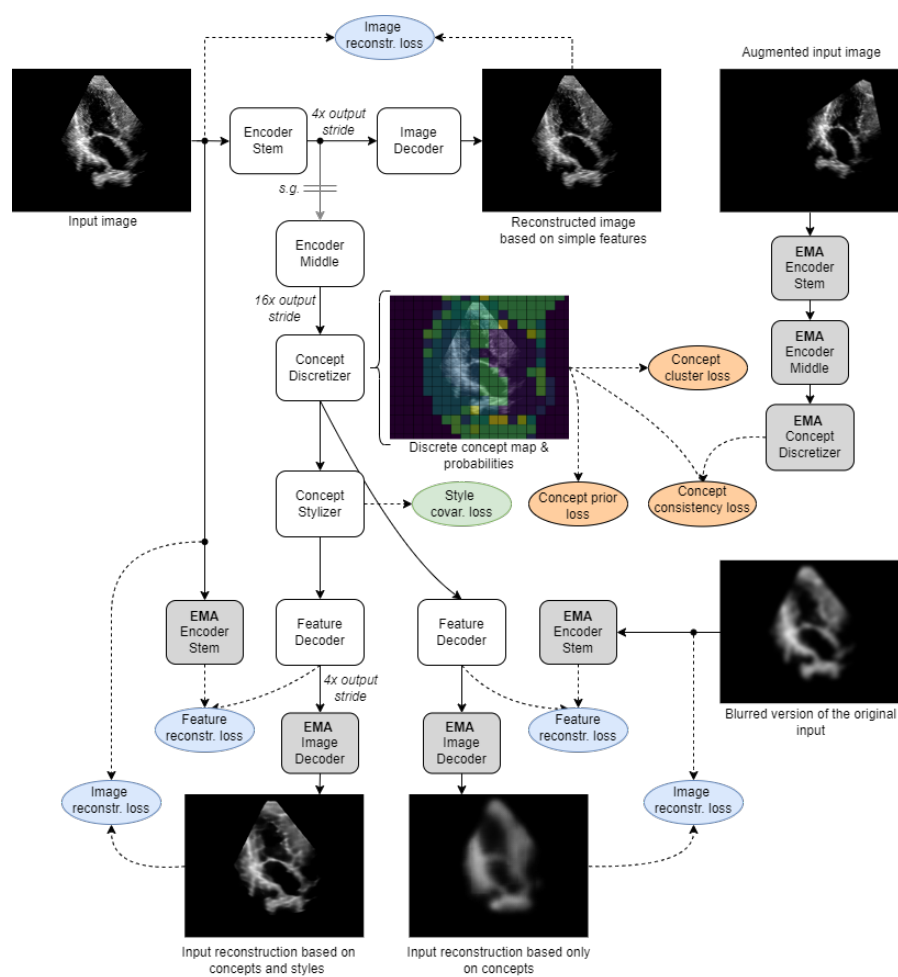 Image
reconstr. loss
Augmented input image
4x output
stride
Encoder
Stem
Image
Decoder
s.g.
Input image
Reconstructed image
based on simple features
EMA
Encoder
Stem
Encoder
Middle
16x output
stride
EMA
Encoder
Middle
Concept
Discretizer
Concept
cluster loss
EMA
Concept
Discretizer
Discrete concept map &
probabilities
Concept
Stylizer
Style
covar. loss
Concept prior
loss
Concept
consistency loss
EMA
Encoder
Stem
Feature
Decoder
Feature
Decoder
EMA
Encoder
Stem
4x output
stride
Feature
reconstr. loss
EMA
Image
Decoder
EMA
Image
Decoder
Feature
reconstr. loss
Blurred version of the original
input
Image
reconstr. loss
Image
reconstr. loss
Input reconstruction based on
concepts and styles
Input reconstruction based only
on concepts